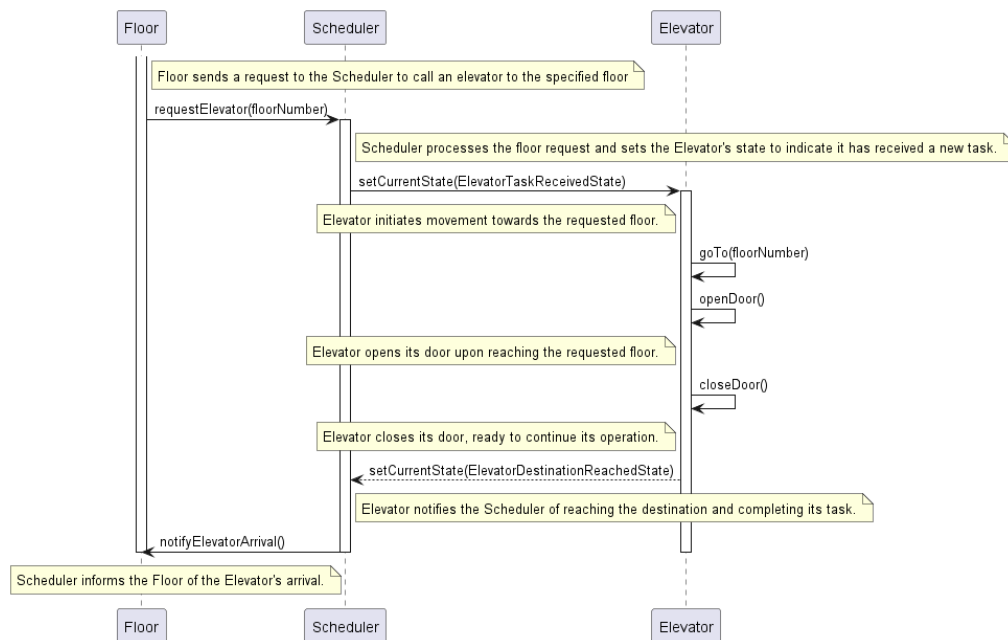 Floor
Scheduler
Elevator
Floor sends a request to the Scheduler to call an elevator to the specified floor
requestElevator(floorNumber)
Scheduler processes the floor request and sets the Elevator's state to indicate it has received a new task.
setCurrentState(ElevatorTaskReceivedState)
Elevator initiates movement towards the requested floor.
goTo(floorNumber)
openDoor()
Elevator opens its door upon reaching the requested floor.
closeDoor()
Elevator closes its door, ready to continue its operation.
setCurrentState(ElevatorDestinationReachedState)
Elevator notifies the Scheduler of reaching the destination and completing its task.
notifyElevatorArrival()
Scheduler informs the Floor of the Elevator's arrival.
Floor
Scheduler
Elevator